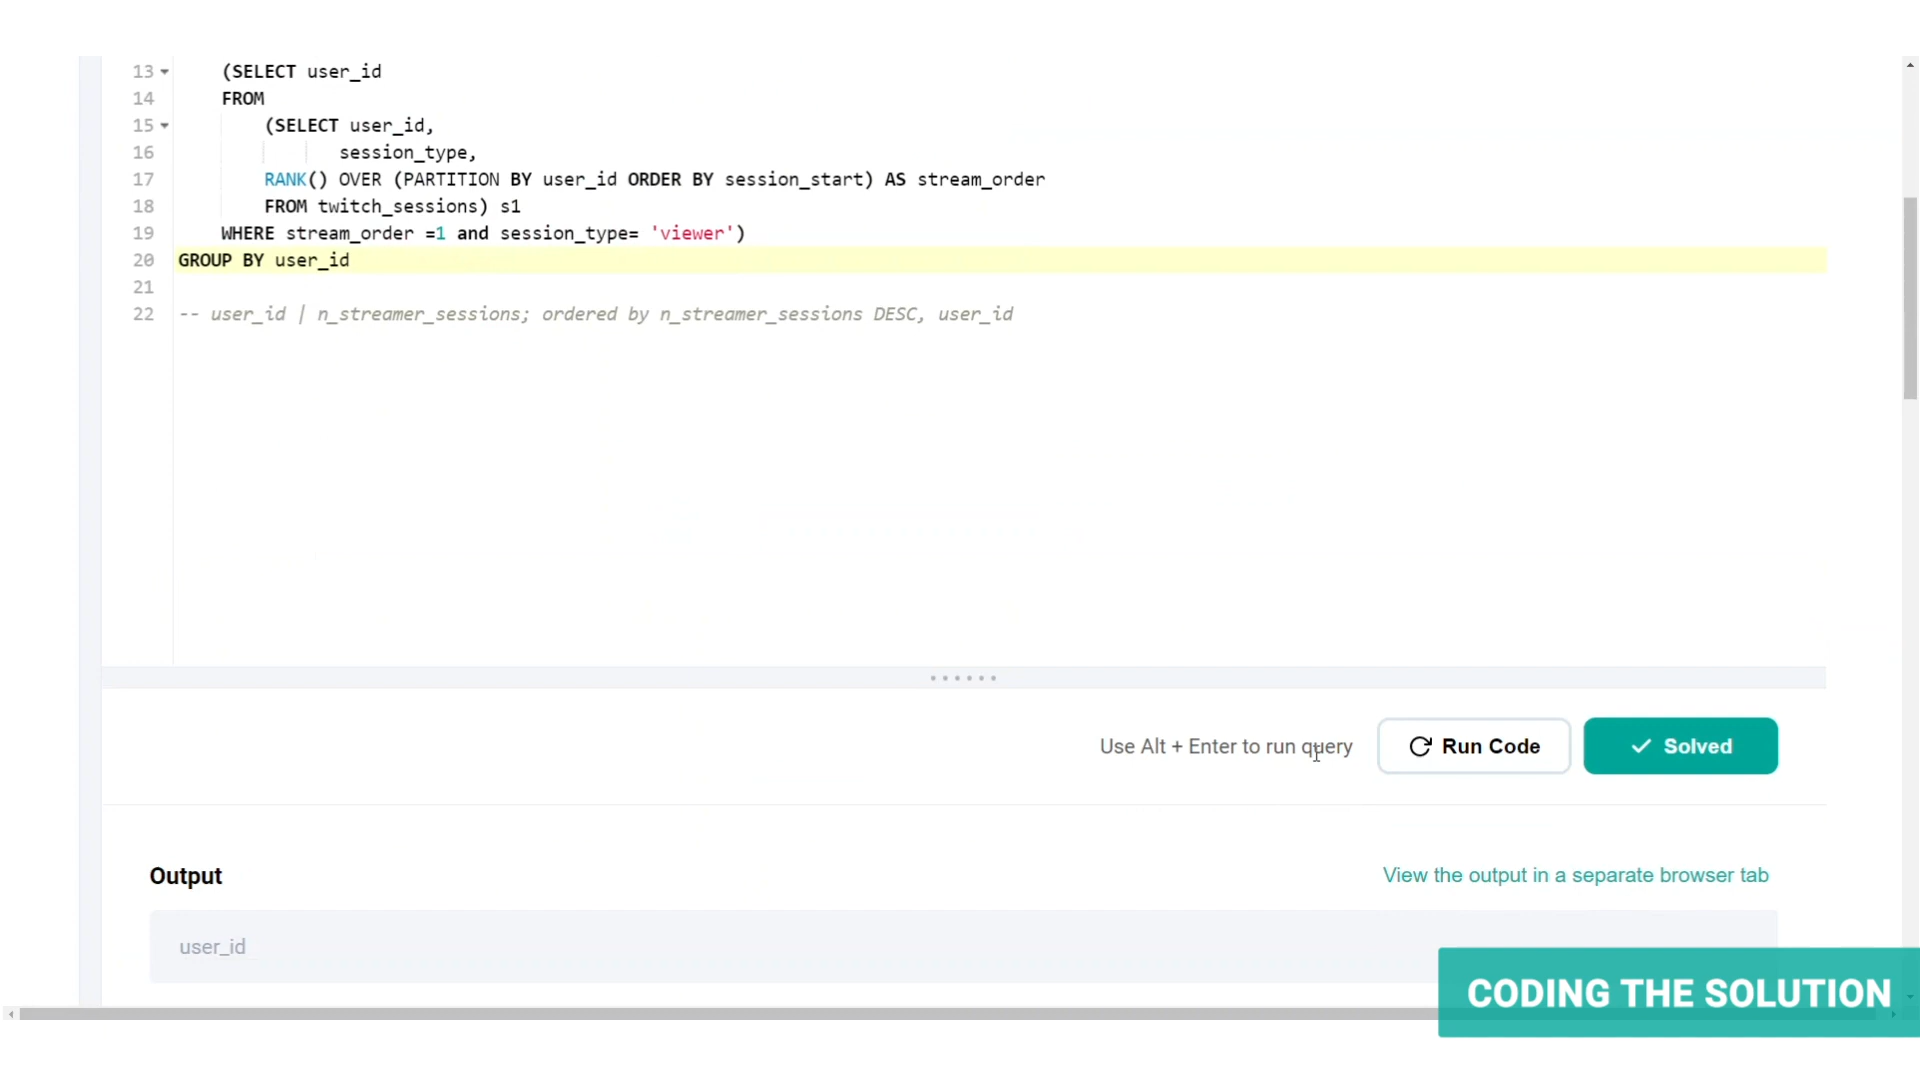 13 (SELECT user_id
14 FROM
15 (SELECT user_id,
16 session_type,
17 RANK() OVER (PARTITION BY user_id ORDER BY session_start) AS stream_order
18 FROM twitch_sessions) s1
19 WHERE stream_order =1 and session_type= 'viewer')
20 GROUP BY user_id
21
22 -- user_id | n_streamer_sessions; ordered by n_streamer_sessions DESC, user_id
Use Alt + Enter to run query
Run Code
Solved
Output
View the output in a separate browser tab
user_id
CODING THE SOLUTION